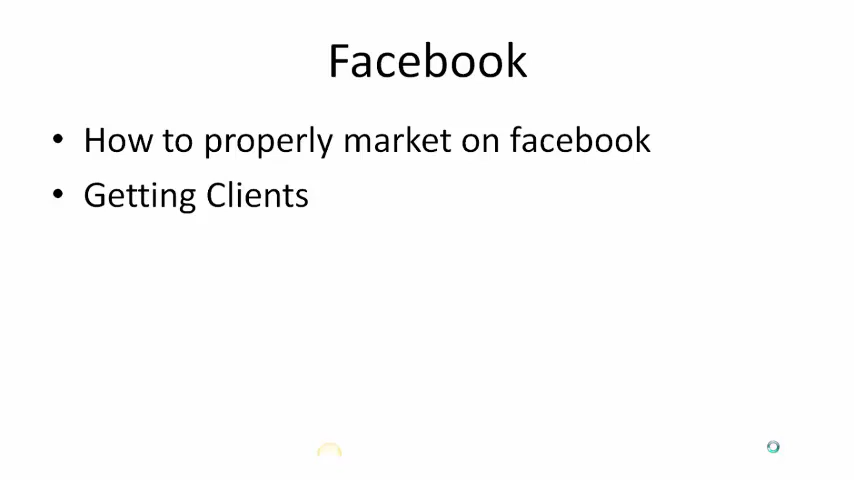 Facebook
• How to properly market on facebook
• Getting Clients